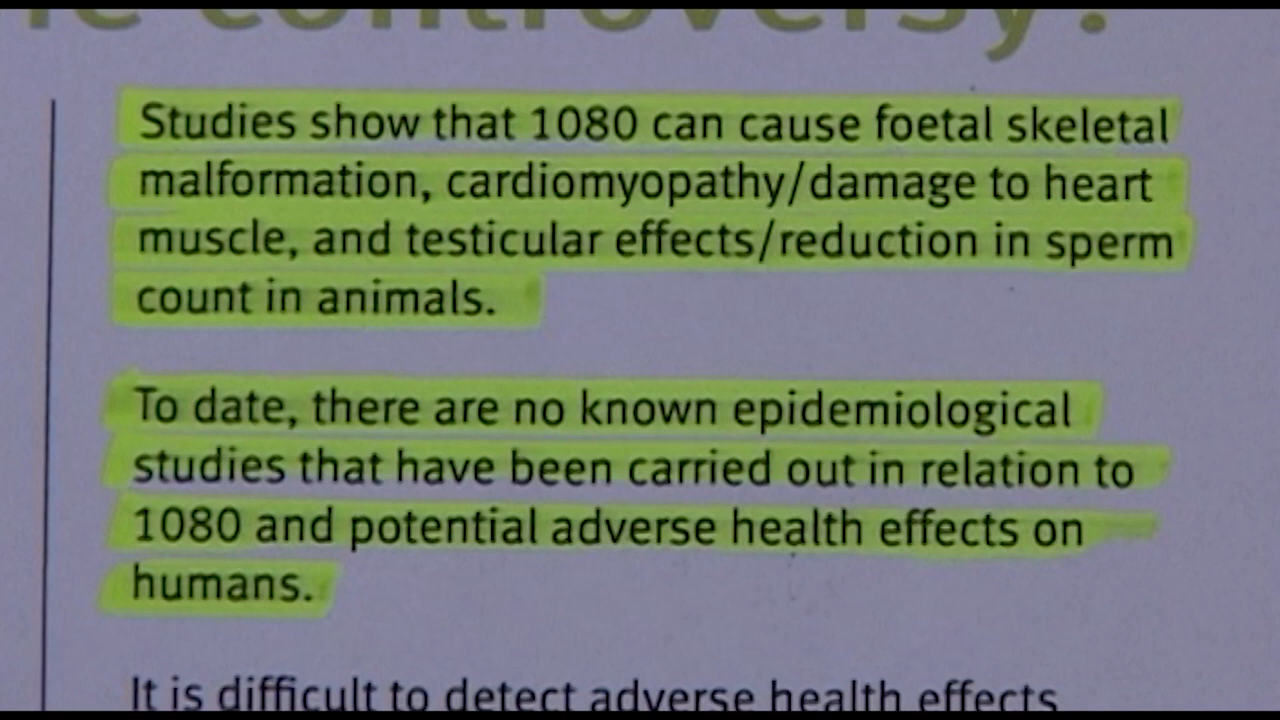 controversy?
Studies show that 1080 can cause foetal skeletal
malformation, cardiomyopathy/damage to heart
muscle, and testicular effects/reduction in sperm
count in animals.
To date, there are no known epidemiological
studies that have been carried out in relation to
1080 and potential adverse health effects on
humans.
It is difficult to detect adverse health effects